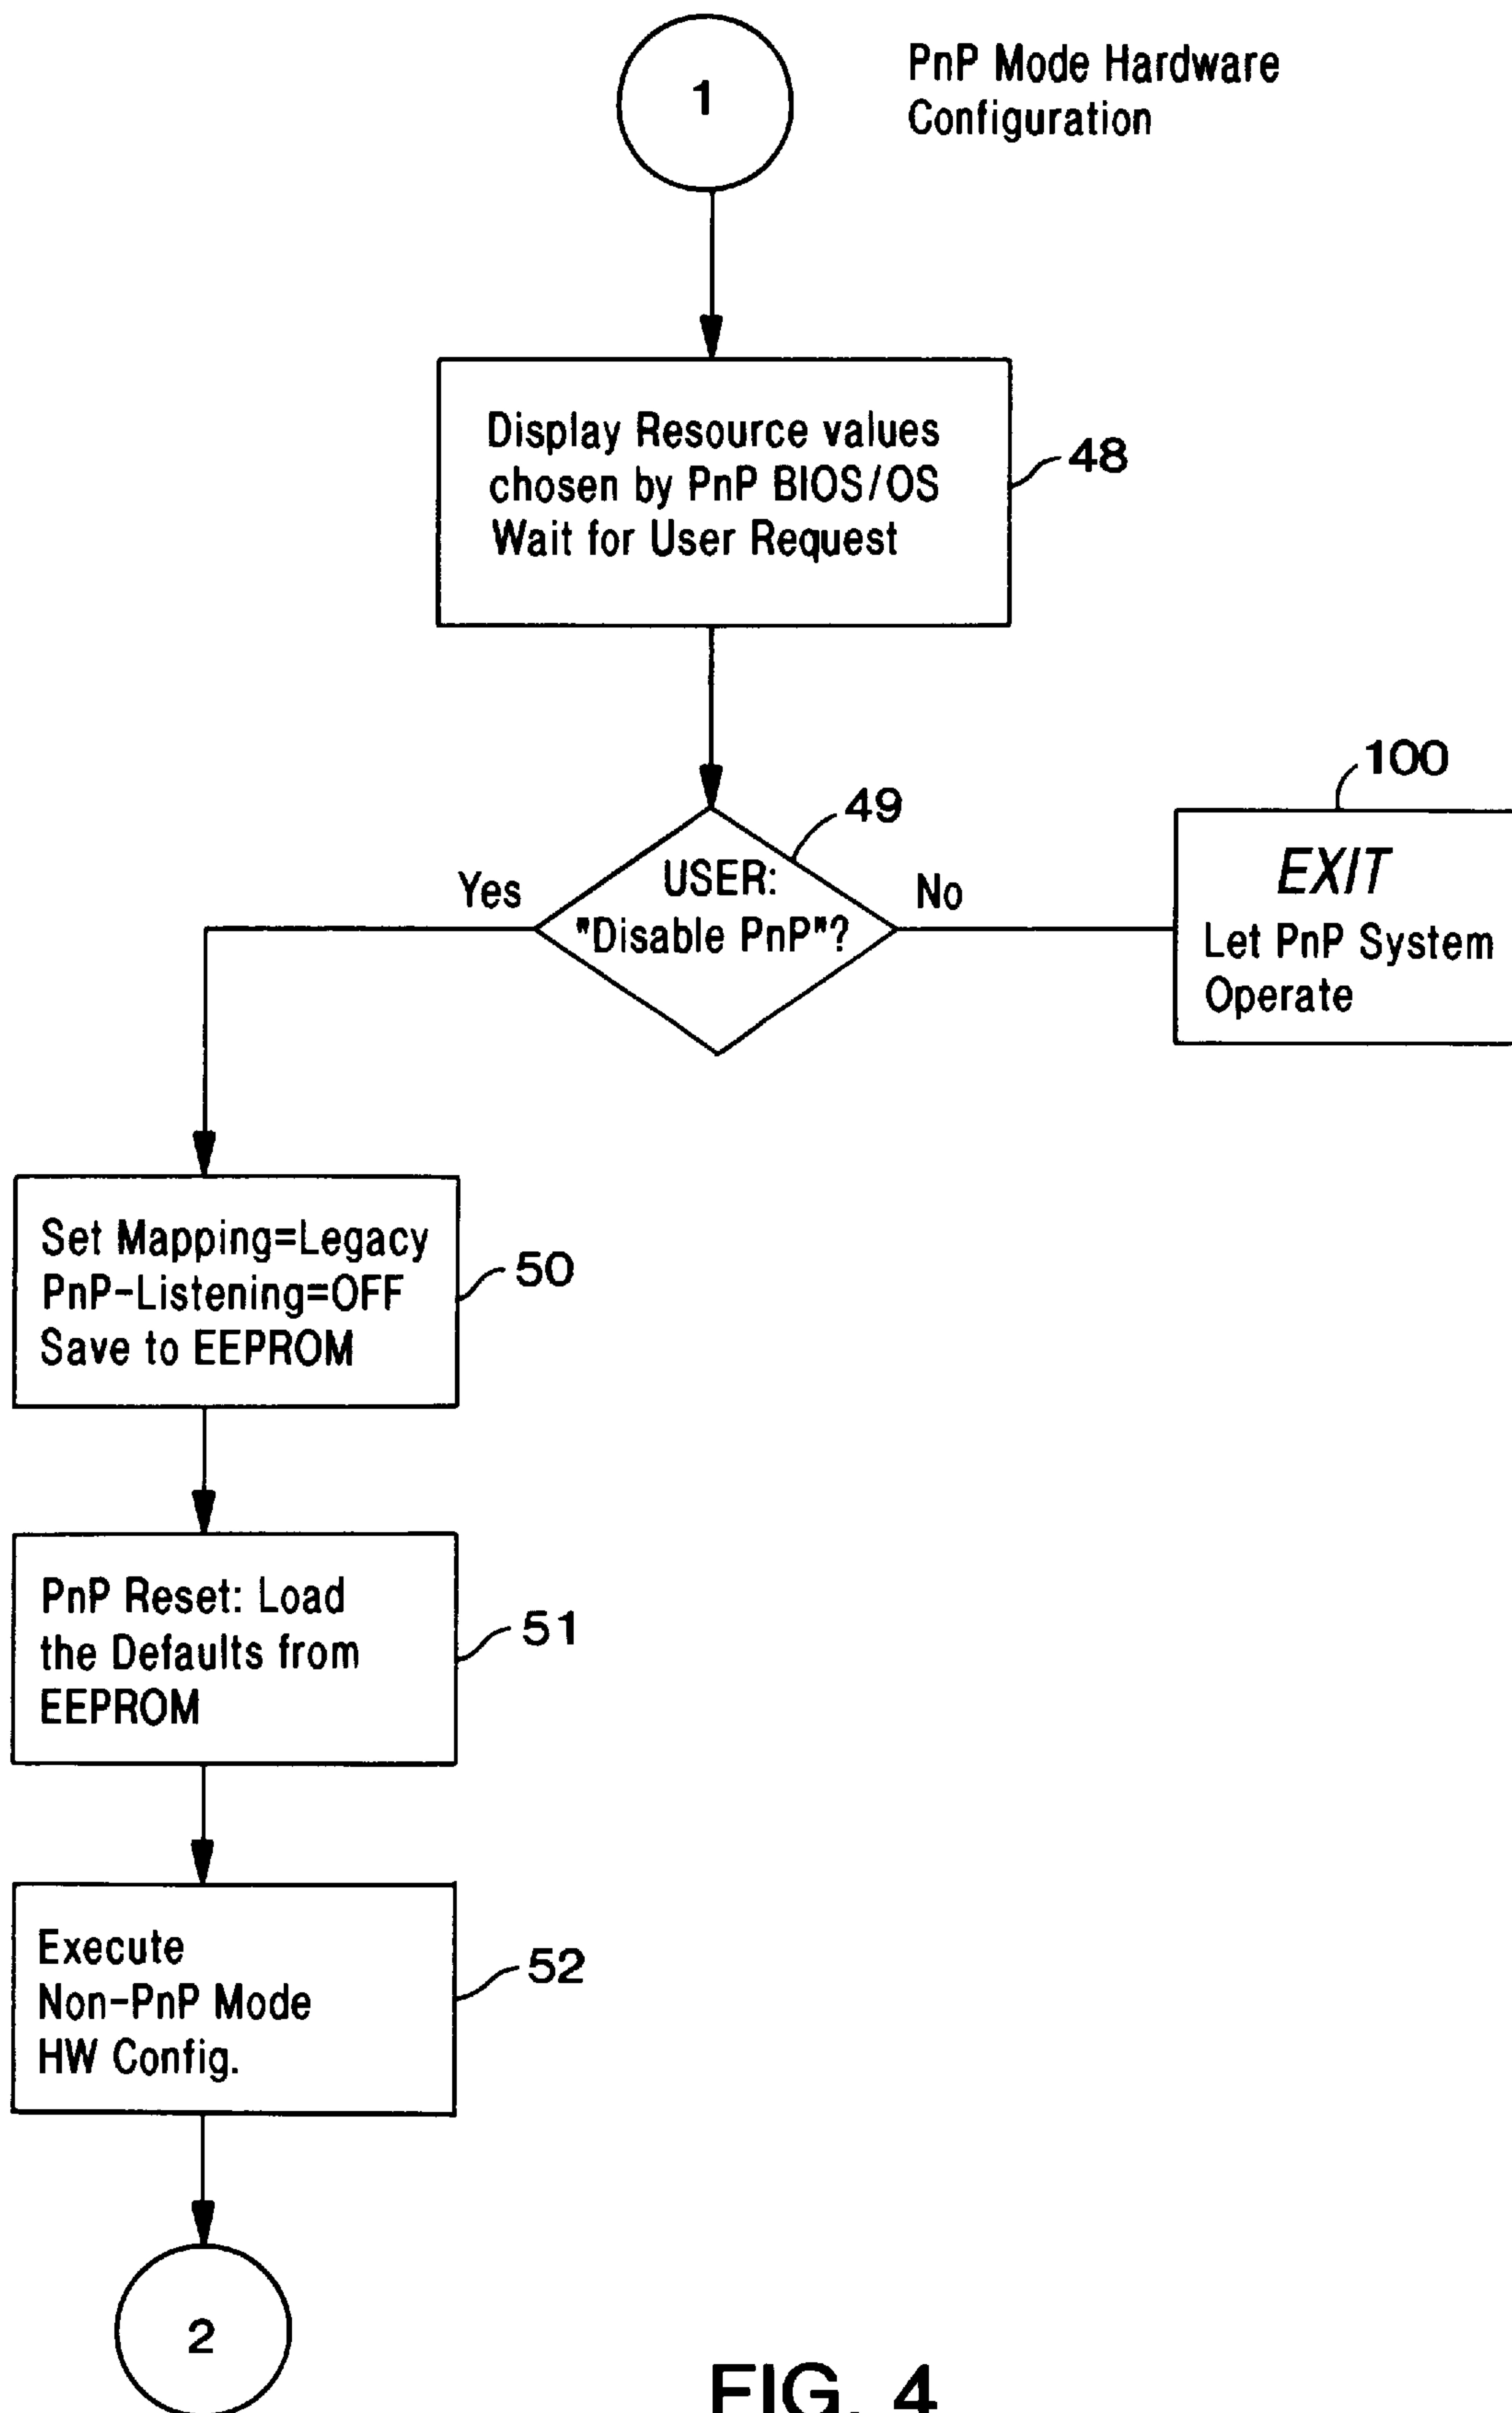 1
PnP Mode Hardware
Configuration
Display Resource values
chosen by PnP BIOS/OS
Wait for User Request
48
49
USER:
"Disable PnP"?
Yes
No
100
EXIT
Let PnP System
Operate
Set Mapping=Legacy
PnP-Listening=OFF
Save to EEPROM
50
PnP Reset: Load
the Defaults from
EEPROM
51
Execute
Non-PnP Mode
HW Config.
52
2
FIG. 4